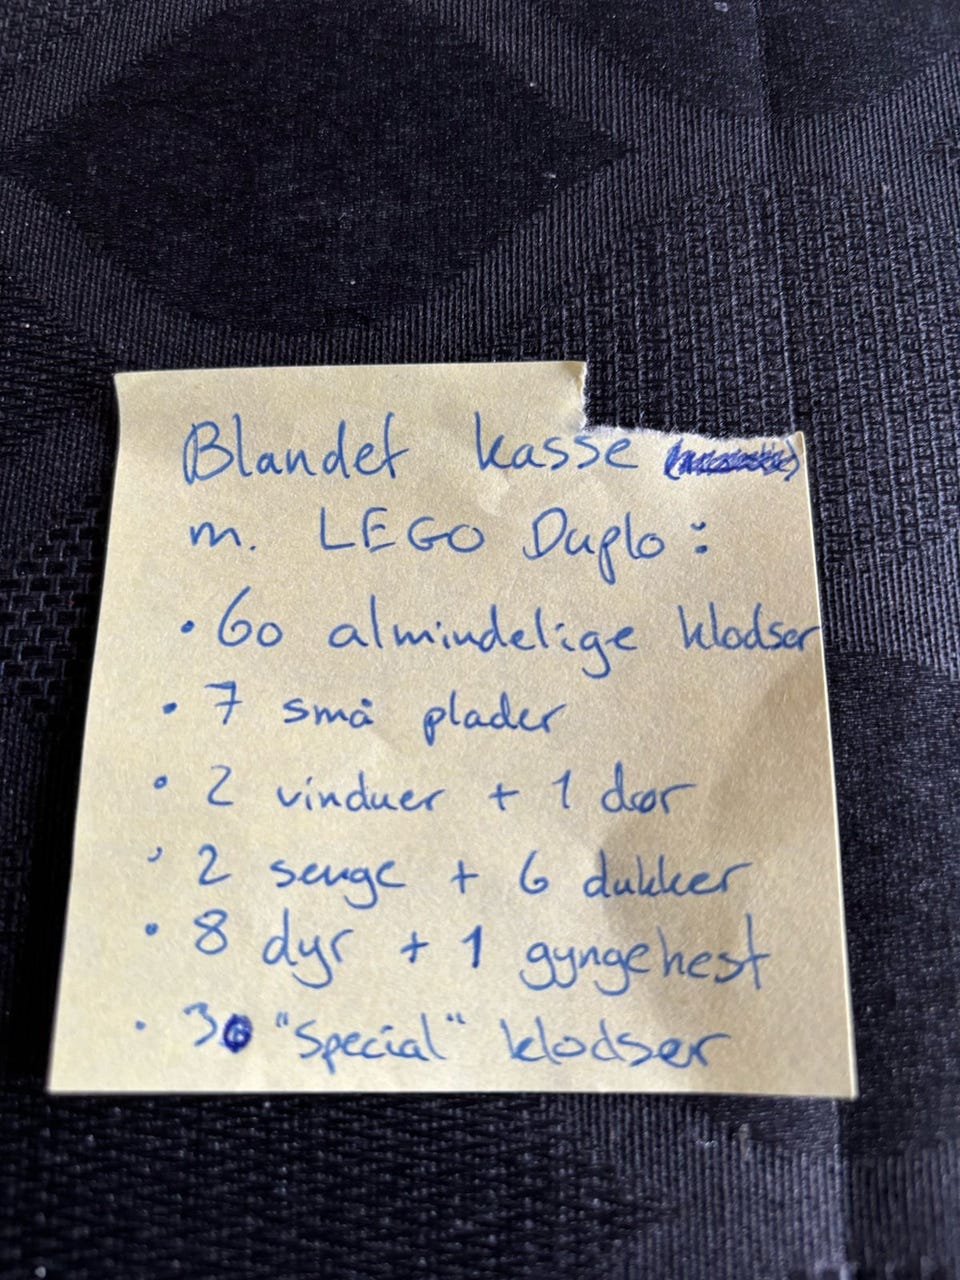 Blandet kasse
m. LEGO Duplo:
• 60 almindelige klodser
• 7 små plader
• 2 vinduer + 1 dør
• 2 senge + 6 dukker
• 8 dyr + 1 gyngehest
• "Special" klodser